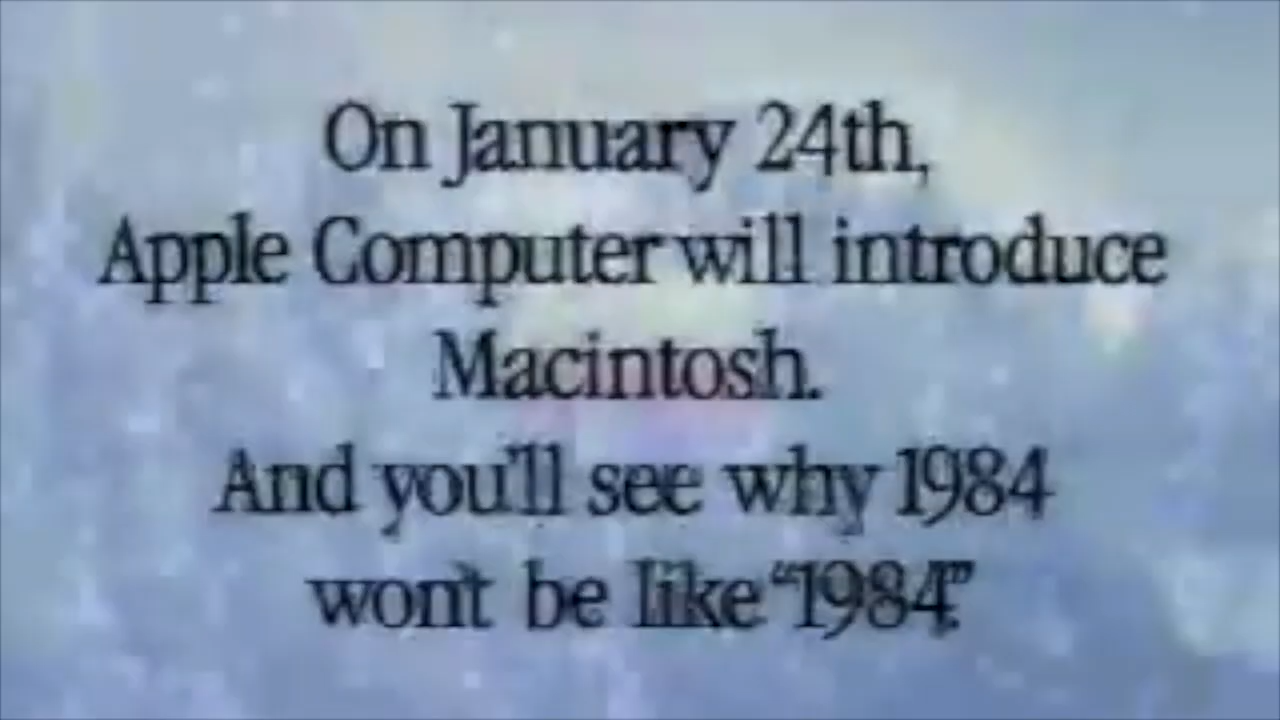 On January 24th,
Apple Computer will introduce
Macintosh.
And you'll see why 1984
won't be like “1984.”